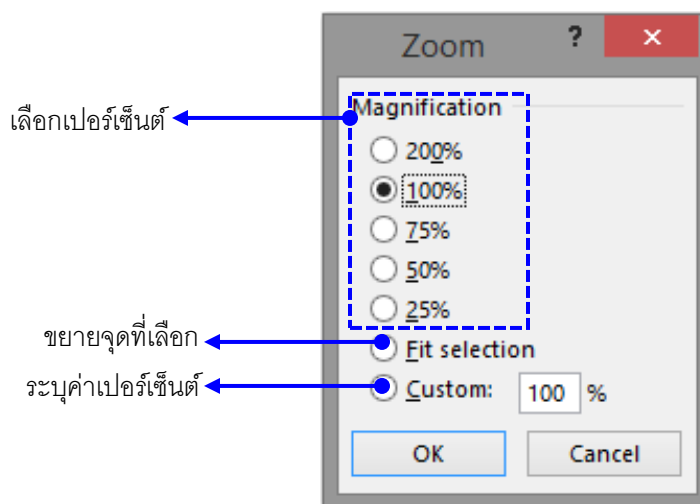 Zoom ? ×
เลือกเปอร์เซ็นต์
Magnification
200%
100%
75%
50%
25%
ขยายจุดที่เลือก
Fit selection
ระบุค่าเปอร์เซ็นต์
Custom: 100 %
OK Cancel